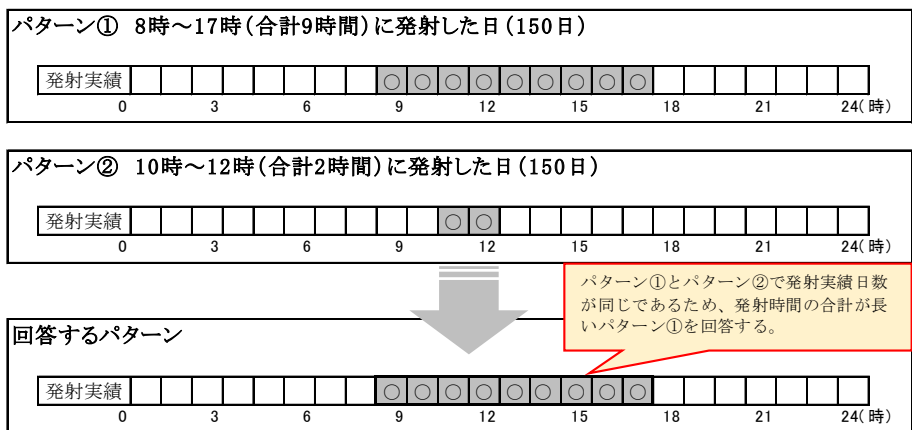 パターン① 8時～17時(合計9時間)に発射した日(150日)
発射実績 ○ ○ ○ ○ ○ ○ ○ ○ ○
0 3 6 9 12 15 18 21 24(時)
パターン② 10時～12時(合計2時間)に発射した日(150日)
発射実績 ○ ○
0 3 6 9 12 15 18 21 24(時)
パターン①とパターン②で発射実績日数
が同じであるため、発射時間の合計が長
いパターン①を回答する。
回答するパターン
発射実績 ○ ○ ○ ○ ○ ○ ○ ○ ○
0 3 6 9 12 15 18 21 24(時)